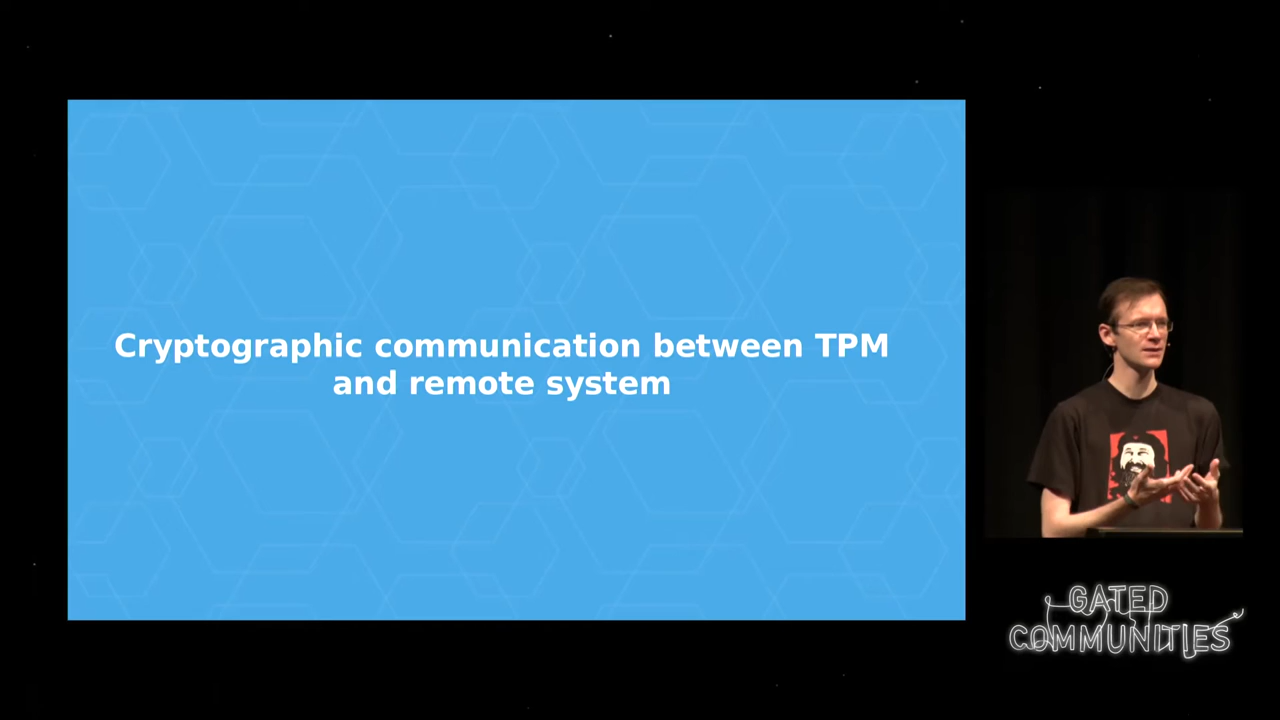 Cryptographic communication between TPM
and remote system
GATED
COMMUNITIES